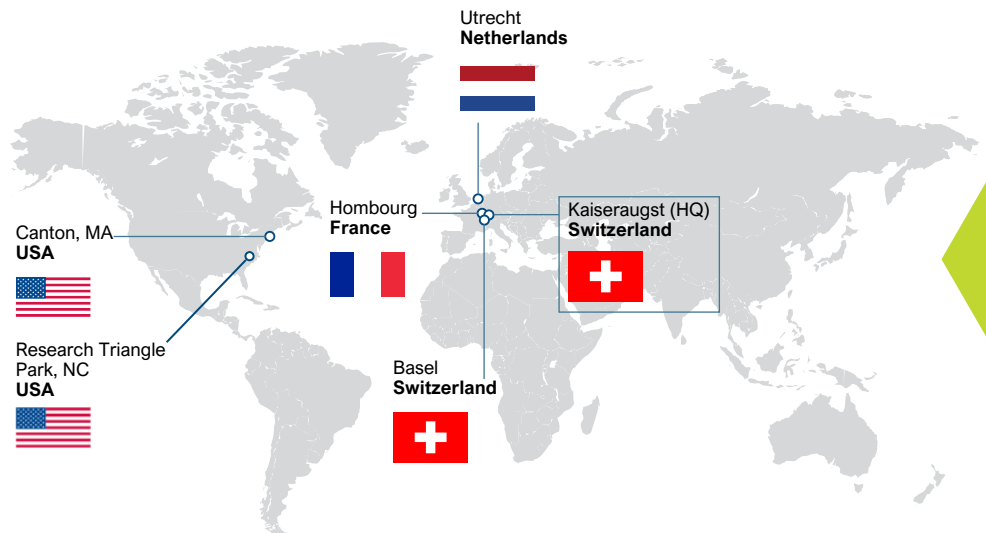 Utrecht
Netherlands
Hombourg
France
Kaiseraugst (HQ)
Switzerland
Canton, MA
USA
Research Triangle
Park, NC
USA
Basel
Switzerland